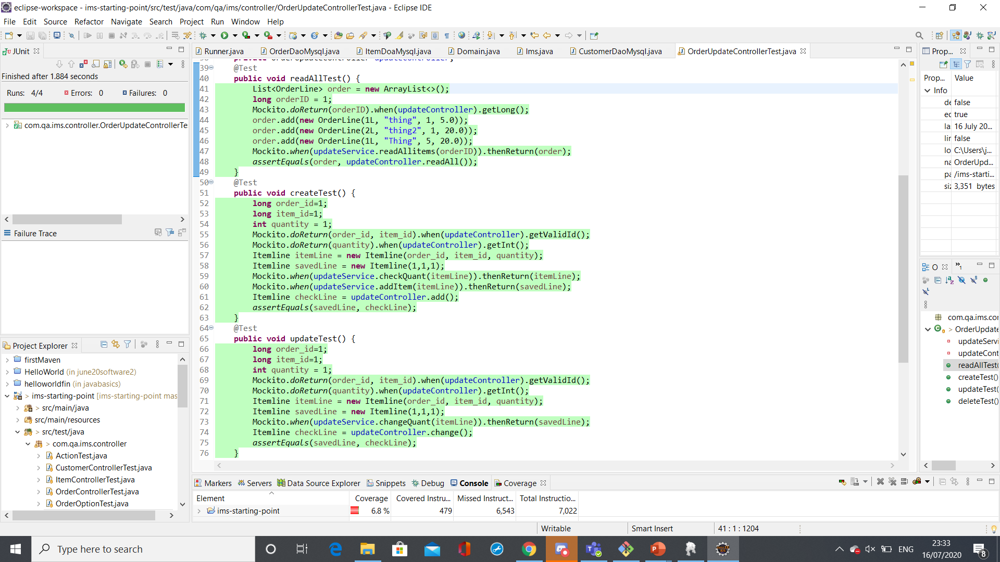 eclipse-workspace - ims-starting-point/src/test/java/com/qa/ims/controller/OrderUpdateControllerTest.java - Eclipse IDE
File Edit Source Refactor Navigate Search Project Run Window Help
JUnit
Finished after 1.884 seconds
Runs: 4/4 Errors: 0 Failures: 0
com.qa.ims.controller.OrderUpdateControllerTe
Failure Trace
Project Explorer
firstMaven
HelloWorld (in june20software2)
helloworldfin (in javabasics)
> ims-starting-point [ims-starting-point mas
> src/main/java
src/main/resources
> src/test/java
> com.qa.ims.controller
ActionTest.java
CustomerControllerTest.java
ItemControllerTest.java
OrderControllerTest.java
OrderOptionTest.java
Runner.java OrderDaoMysql.java ItemDoaMysql.java Domain.java Ims.java CustomerDaoMysql.java OrderUpdateControllerTest.java
38 private OrderUpdateController updateController;
39 @Test
40 public void readAllTest() {
41 List<OrderLine> order = new ArrayList<>();
42 long orderID = 1;
43 Mockito.doReturn(orderID).when(updateController).getLong();
44 order.add(new OrderLine(1L, "thing", 1, 5.0));
45 order.add(new OrderLine(2L, "thing2", 1, 20.0));
46 order.add(new OrderLine(1L, "Thing", 5, 20.0));
47 Mockito.when(updateService.readAllitems(orderID)).thenReturn(order);
48 assertEquals(order, updateController.readAll());
49 }
50 @Test
51 public void createTest() {
52 long order_id=1;
53 long item_id=1;
54 int quantity = 1;
55 Mockito.doReturn(order_id, item_id).when(updateController).getValidId();
56 Mockito.doReturn(quantity).when(updateController).getInt();
57 Itemline itemLine = new Itemline(order_id, item_id, quantity);
58 Itemline savedLine = new Itemline(1,1,1);
59 Mockito.when(updateService.checkQuant(itemLine)).thenReturn(itemLine);
60 Mockito.when(updateService.addItem(itemLine)).thenReturn(savedLine);
61 Itemline checkLine = updateController.add();
62 assertEquals(savedLine, checkLine);
63 }
64 @Test
65 public void updateTest() {
66 long order_id=1;
67 long item_id=1;
68 int quantity = 1;
69 Mockito.doReturn(order_id, item_id).when(updateController).getValidId();
70 Mockito.doReturn(quantity).when(updateController).getInt();
71 Itemline itemLine = new Itemline(order_id, item_id, quantity);
72 Itemline savedLine = new Itemline(1,1,1);
73 Mockito.when(updateService.changeQuant(itemLine)).thenReturn(savedLine);
74 Itemline checkLine = updateController.change();
75 assertEquals(savedLine, checkLine);
76 }
Markers Servers Data Source Explorer Snippets Debug Console Coverage
Element Coverage Covered Instru... Missed Instruct... Total Instructio...
ims-starting-point 6.8 % 479 6,543 7,022
Prop...
Prop... Value
Info
de false
ed true
la 16 July 20...
lin false
lo C:\Users\j...
na OrderUpd...
pa /ims-starti...
siz 3,351 bytes
O
com.qa.ims.cor
> OrderUpdate
updateServi
updateCont
readAllTest(
createTest()
updateTest(
deleteTest()
Writable Smart Insert 41 : 1 : 1204
Type here to search
ENG
23:33
16/07/2020
8